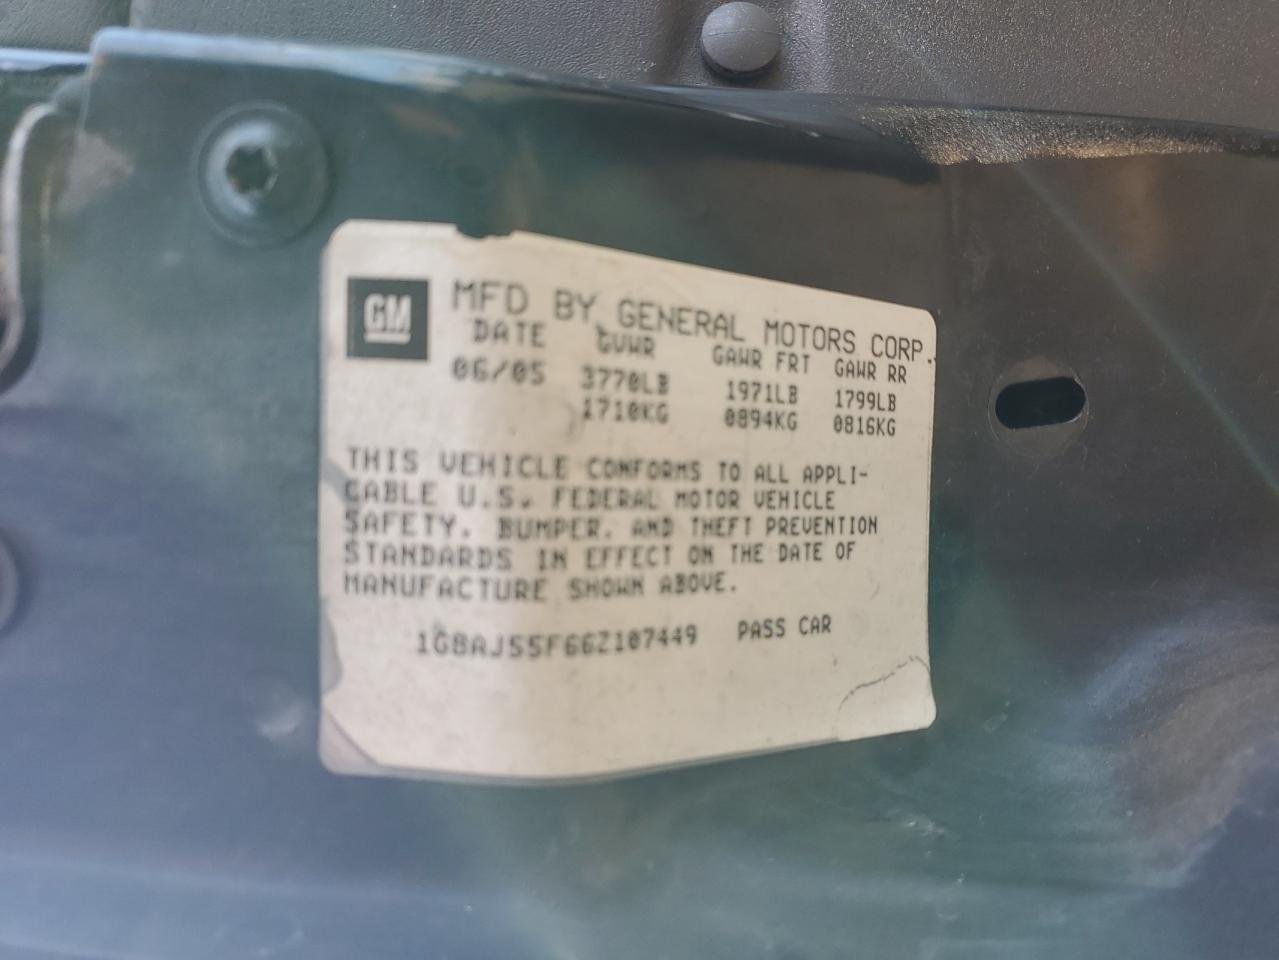 GM
MFD BY GENERAL MOTORS CORP.
DATE GVWR GAWR FRT GAWR RR
06/05 3770LB 1971LB 1799LB
1710KG 0894KG 0816KG
THIS VEHICLE CONFORMS TO ALL APPLI-
CABLE U.S. FEDERAL MOTOR VEHICLE
SAFETY, BUMPER, AND THEFT PREVENTION
STANDARDS IN EFFECT ON THE DATE OF
MANUFACTURE SHOWN ABOVE.
1G8AJ55F66Z107449 PASS CAR